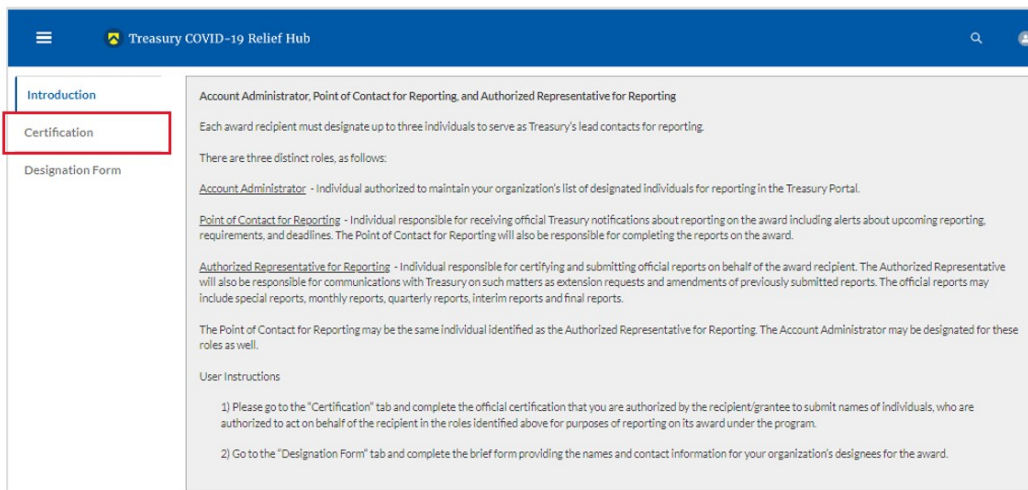 Treasury COVID-19 Relief Hub
Introduction
Certification
Designation Form
Account Administrator, Point of Contact for Reporting, and Authorized Representative for Reporting
Each award recipient must designate up to three individuals to serve as Treasury's lead contacts for reporting.
There are three distinct roles, as follows:
Account Administrator - Individual authorized to maintain your organization's list of designated individuals for reporting in the Treasury Portal.
Point of Contact for Reporting - Individual responsible for receiving official Treasury notifications about reporting on the award including alerts about upcoming reporting,
requirements, and deadlines. The Point of Contact for Reporting will also be responsible for completing the reports on the award.
Authorized Representative for Reporting - Individual responsible for certifying and submitting official reports on behalf of the award recipient. The Authorized Representative
will also be responsible for communications with Treasury on such matters as extension requests and amendments of previously submitted reports. The official reports may
include special reports, monthly reports, quarterly reports, interim reports and final reports.
The Point of Contact for Reporting may be the same individual identified as the Authorized Representative for Reporting. The Account Administrator may be designated for these
roles as well.
User Instructions
1) Please go to the "Certification" tab and complete the official certification that you are authorized by the recipient/grantee to submit names of individuals, who are
authorized to act on behalf of the recipient in the roles identified above for purposes of reporting on its award under the program.
2) Go to the "Designation Form" tab and complete the brief form providing the names and contact information for your organization's designees for the award.